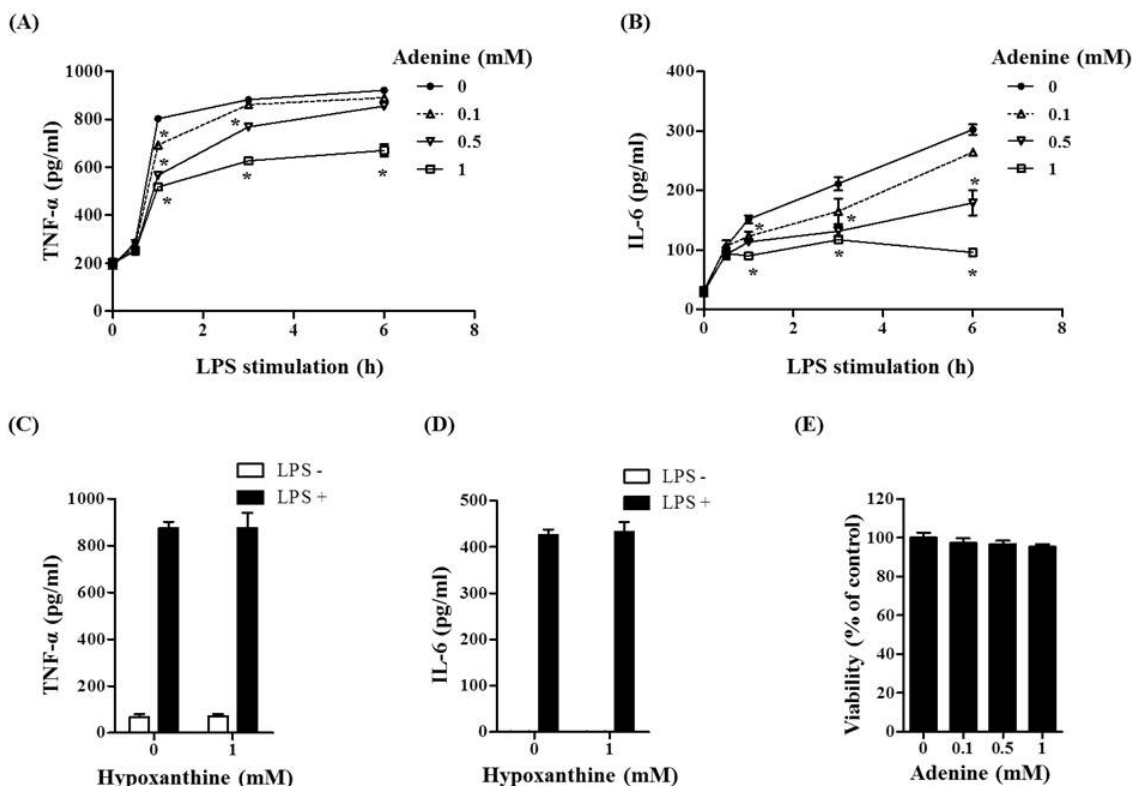 (A)
Adenine (mM)
0
0.1
0.5
1
1000
800
600
400
200
0
TNF-α (pg/ml)
*
*
*
*
*
*
0 2 4 6 8
LPS stimulation (h)
(B)
Adenine (mM)
0
0.1
0.5
1
400
300
200
100
0
IL-6 (pg/ml)
*
*
*
*
*
*
0 2 4 6 8
LPS stimulation (h)
(C)
LPS -
LPS +
1000
800
600
400
200
0
TNF-α (pg/ml)
0 1
Hypoxanthine (mM)
(D)
LPS -
LPS +
500
400
300
200
100
0
IL-6 (pg/ml)
0 1
Hypoxanthine (mM)
(E)
120
100
80
60
40
20
0
Viability (% of control)
0 0.1 0.5 1
Adenine (mM)